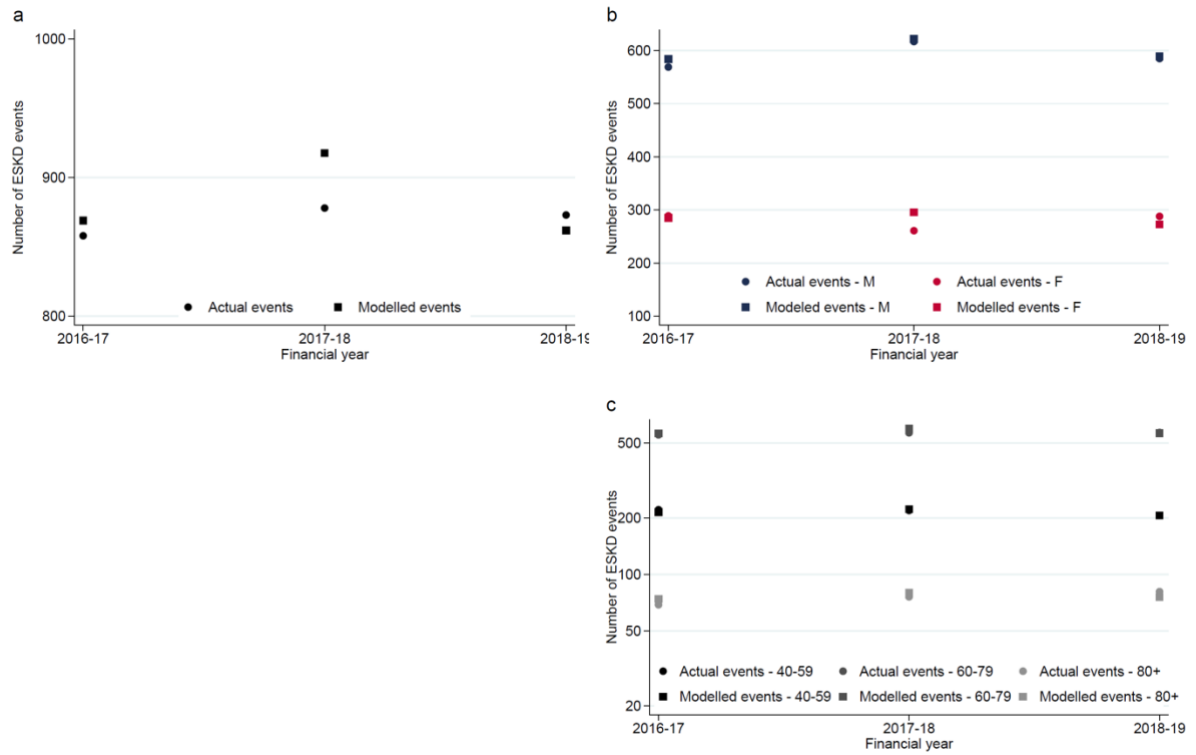 a
Number of ESKD events
1000
900
800
Actual events
Modelled events
2016-17
2017-18
2018-19
Financial year
b
Number of ESKD events
600
500
400
300
200
100
Actual events - M
Actual events - F
Modeled events - M
Modelled events - F
2016-17
2017-18
2018-19
Financial year
c
Number of ESKD events
500
200
100
50
20
Actual events - 40-59
Actual events - 60-79
Actual events - 80+
Modelled events - 40-59
Modelled events - 60-79
Modelled events - 80+
2016-17
2017-18
2018-19
Financial year